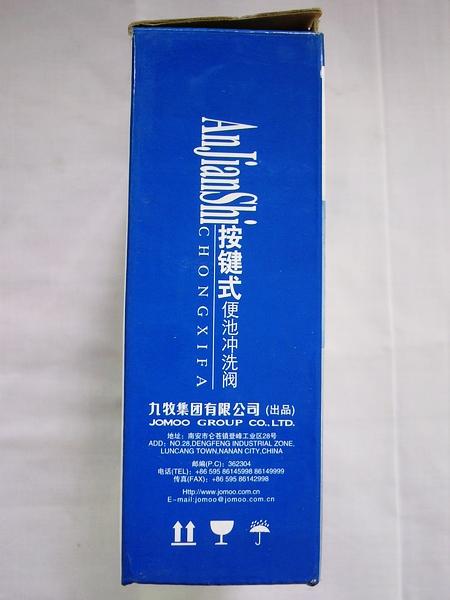 AnJianShi
CHONGXIFA
按键式便池冲洗阀
九牧集团有限公司 (出品)
JOMOO GROUP CO., LTD.
地址: 南安市仑苍镇登峰工业区28号
ADD: NO.28,DENGFENG INDUSTRIAL ZONE,
LUNCANG TOWN,NANAN CITY,CHINA
邮编(P.C): 362304
电话(TEL): +86 595 86145998 86149999
传真(FAX): +86 595 86142998
Http://www.jomoo.com.cn
E-mail:jomoo@jomoo.com.cn